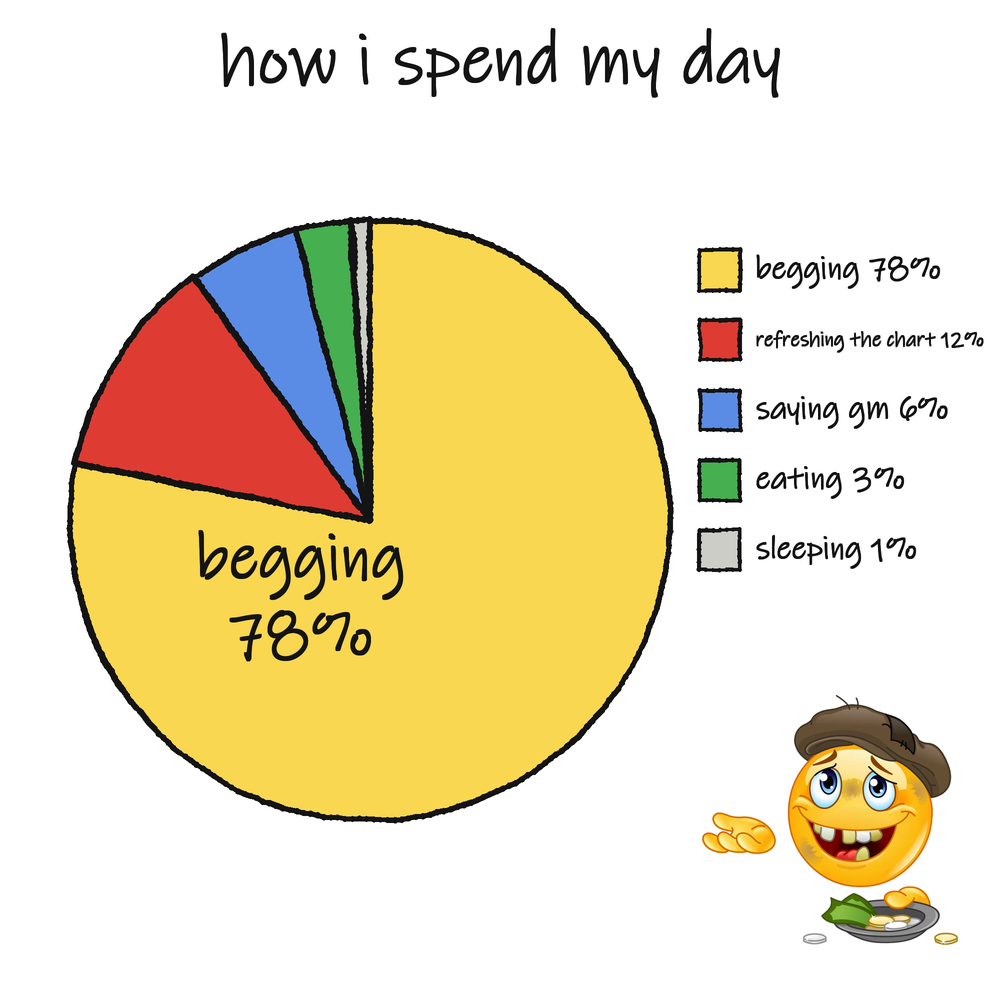 how i spend my day
begging
78%
begging 78%
refreshing the chart 12%
saying gm 6%
eating 3%
sleeping 1%